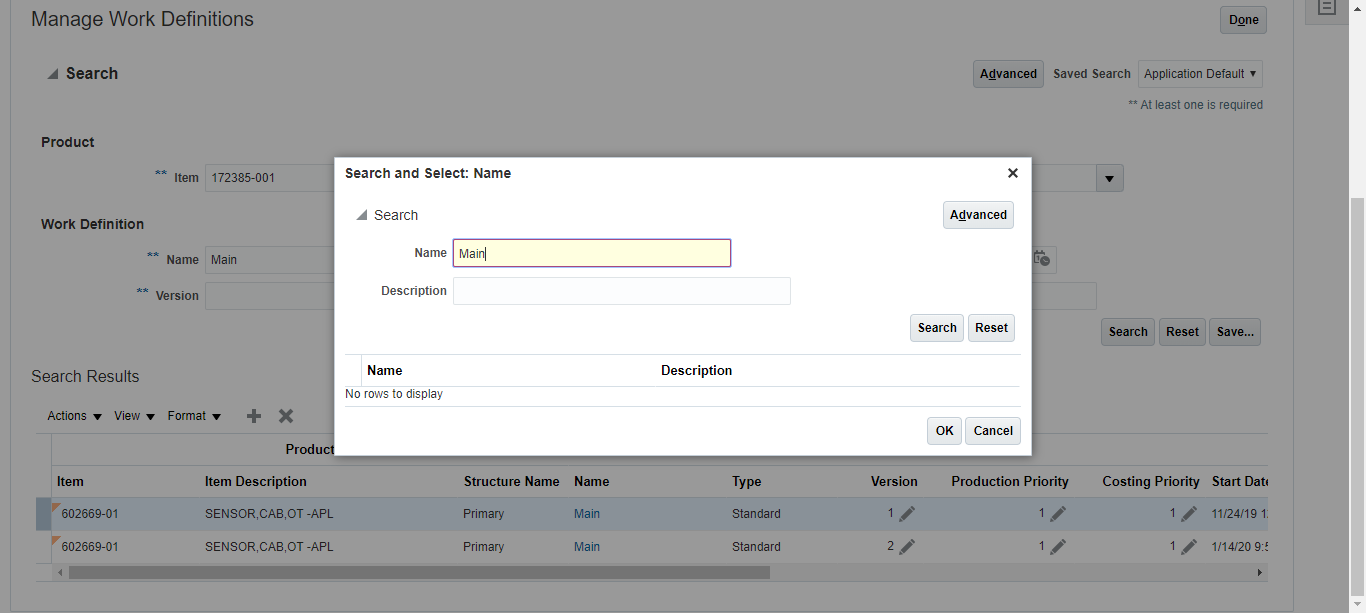 Manage Work Definitions
Done
Search
Advanced Saved Search Application Default
** At least one is required
Product
** Item 172385-001
Work Definition
** Name Main
** Version
Search Reset Save...
Search and Select: Name
Search
Advanced
Name Main
Description
Search Reset
Name Description
No rows to display
OK Cancel
Search Results
Actions View Format
Product
Item Item Description Structure Name Name Type Version Production Priority Costing Priority Start Date
602669-01 SENSOR,CAB,OT -APL Primary Main Standard 1 1 1 11/24/19 1
602669-01 SENSOR,CAB,OT -APL Primary Main Standard 2 1 1 1/14/20 9:5